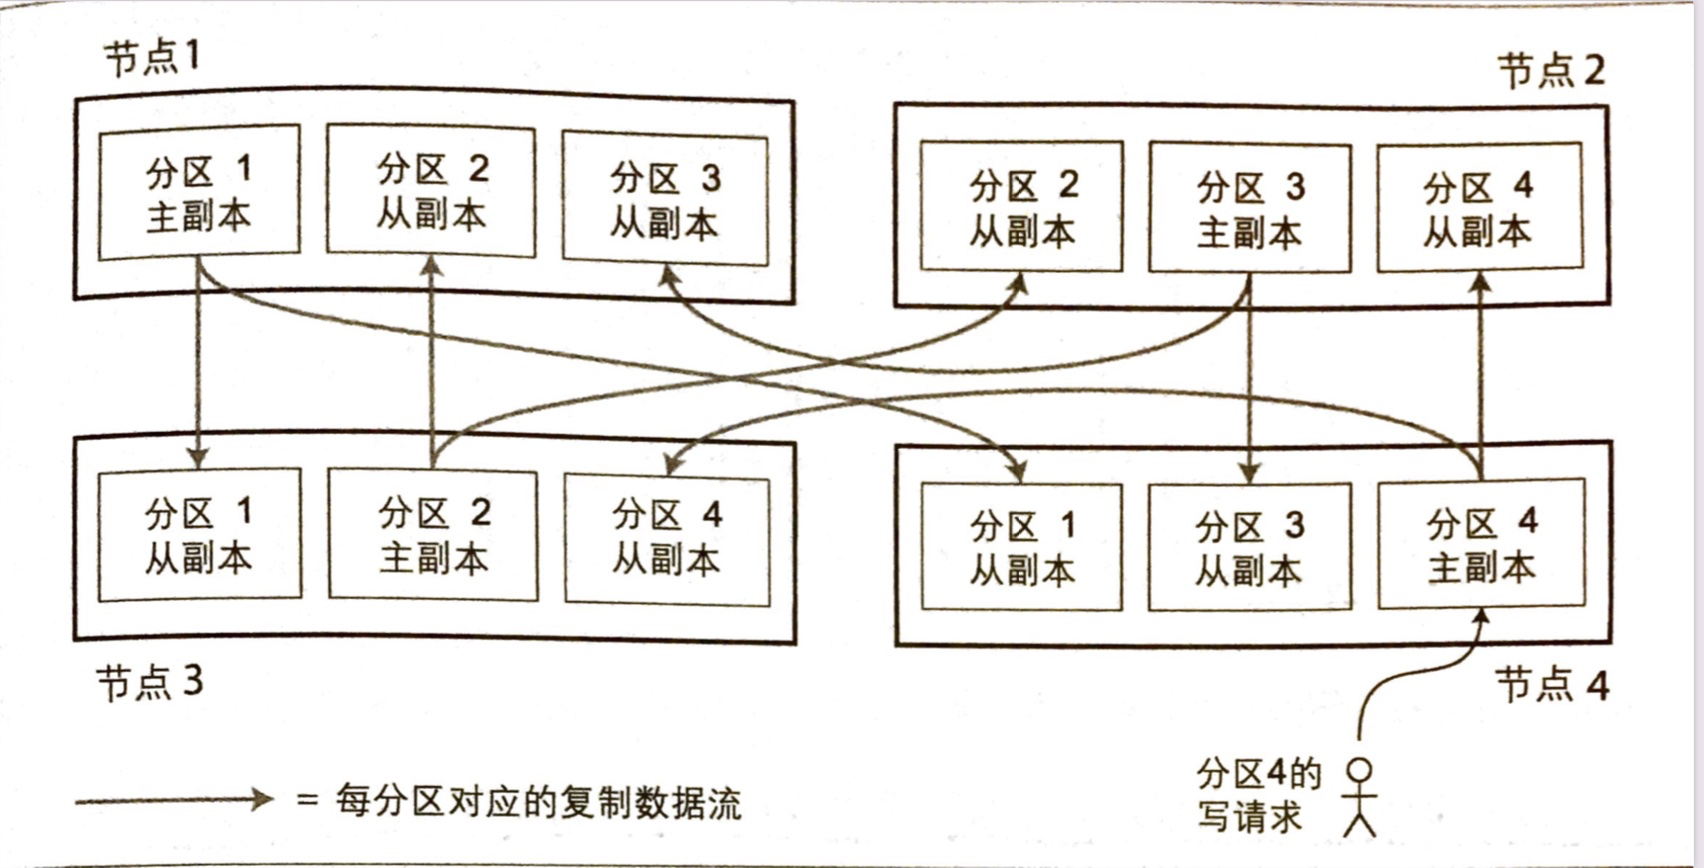 节点1
节点 2
分区 1
主副本
分区 2
从副本
分区 3
从副本
分区 2
从副本
分区 3
主副本
分区 4
从副本
分区 1
从副本
分区 2
主副本
分区 4
从副本
分区 1
从副本
分区 3
从副本
分区 4
主副本
节点 3
节点 4
= 每分区对应的复制数据流
分区4的
写请求